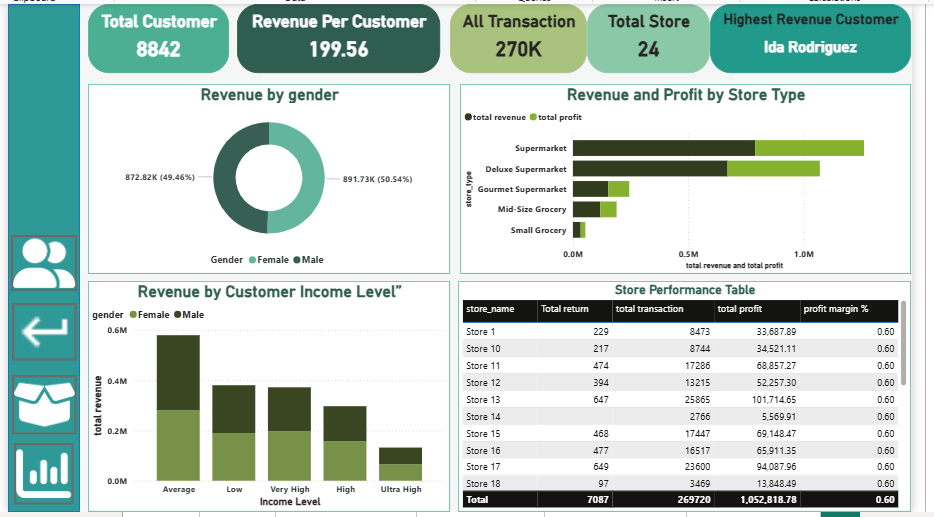 Total Customer
8842
Revenue Per Customer
199.56
All Transaction
270K
Total Store
24
Highest Revenue Customer
Ida Rodriguez
Revenue by gender
872.82K (49.46%)
891.73K (50.54%)
Gender Female Male
Revenue and Profit by Store Type
total revenue total profit
store_type
Supermarket
Deluxe Supermarket
Gourmet Supermarket
Mid-Size Grocery
Small Grocery
0.0M 0.5M 1.0M
total revenue and total profit
Revenue by Customer Income Level”
gender Female Male
total revenue
0.6M
0.4M
0.2M
0.0M
Average Low Very High High Ultra High
Income Level
Store Performance Table
store_name Total return total transaction total profit profit margin %
Store 1 229 8473 33,687.89 0.60
Store 10 217 8744 34,521.11 0.60
Store 11 474 17286 68,857.27 0.60
Store 12 394 13215 52,257.30 0.60
Store 13 647 25865 101,714.65 0.60
Store 14 2766 5,569.91 0.60
Store 15 468 17447 69,148.47 0.60
Store 16 477 16517 65,911.35 0.60
Store 17 649 23600 94,087.96 0.60
Store 18 97 3469 13,848.49 0.60
Total 7087 269720 1,052,818.78 0.60